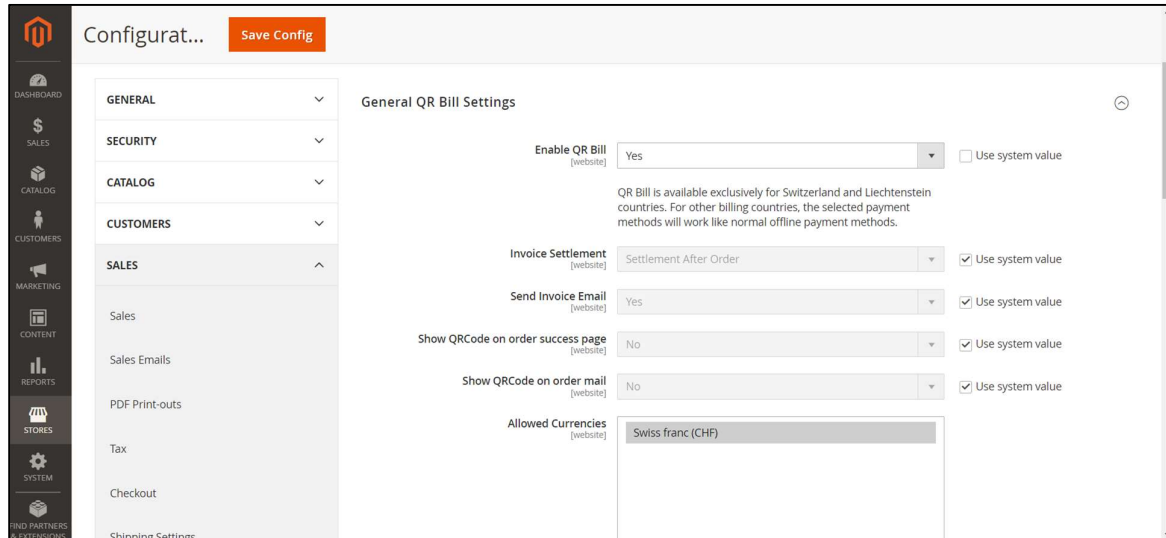 Configurat...
Save Config
DASHBOARD
SALES
CATALOG
CUSTOMERS
MARKETING
CONTENT
REPORTS
STORES
SYSTEM
FIND PARTNERS
& EXTENSIONS
GENERAL
SECURITY
CATALOG
CUSTOMERS
SALES
Sales
Sales Emails
PDF Print-outs
Tax
Checkout
Shipping Settings
General QR Bill Settings
Enable QR Bill
[website]
Yes
Use system value
QR Bill is available exclusively for Switzerland and Liechtenstein
countries. For other billing countries, the selected payment
methods will work like normal offline payment methods.
Invoice Settlement
[website]
Settlement After Order
Use system value
Send Invoice Email
[website]
Yes
Use system value
Show QRCode on order success page
[website]
No
Use system value
Show QRCode on order mail
[website]
No
Use system value
Allowed Currencies
[website]
Swiss franc (CHF)